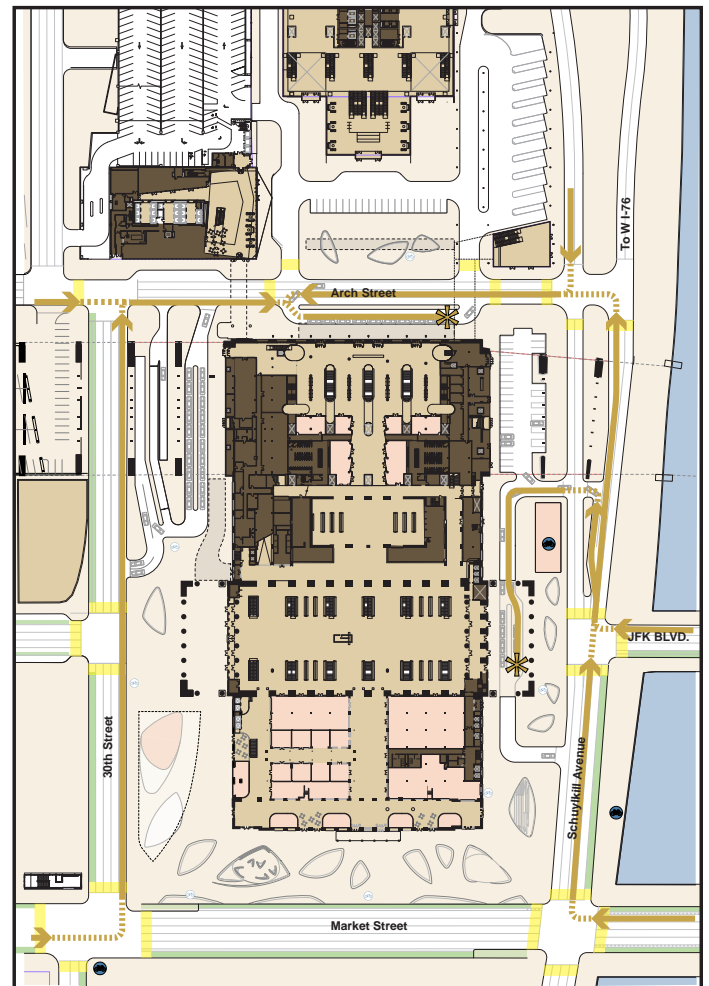 To W I-76
Arch Street
JFK BLVD.
30th Street
Schuylkill Avenue
Market Street